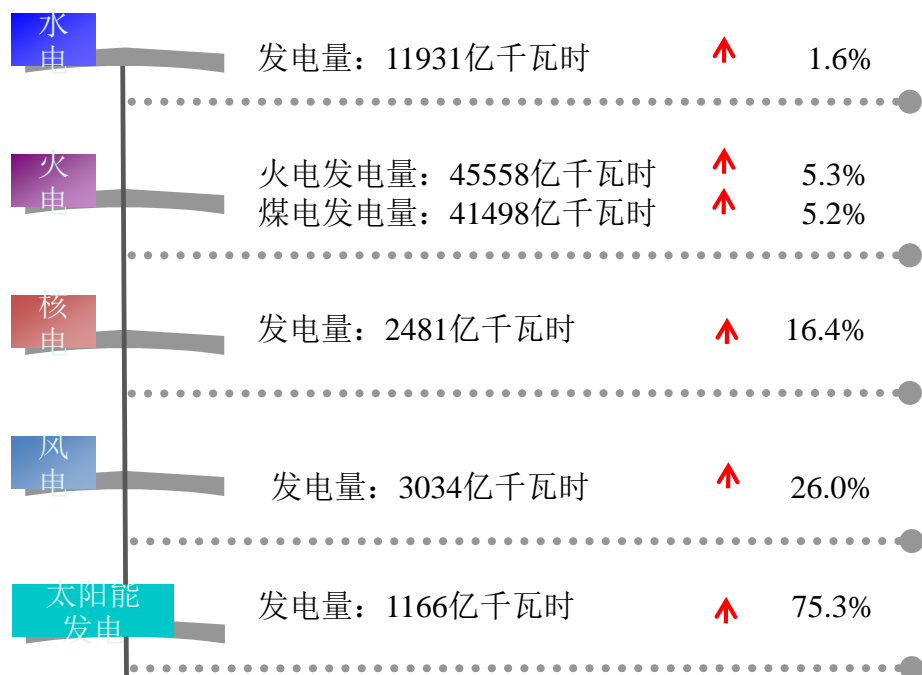 水
电
发电量：11931亿千瓦时 1.6%
火
电
火电发电量：45558亿千瓦时 5.3%
煤电发电量：41498亿千瓦时 5.2%
核
电
发电量：2481亿千瓦时 16.4%
风
电
发电量：3034亿千瓦时 26.0%
太阳能
发电
发电量：1166亿千瓦时 75.3%